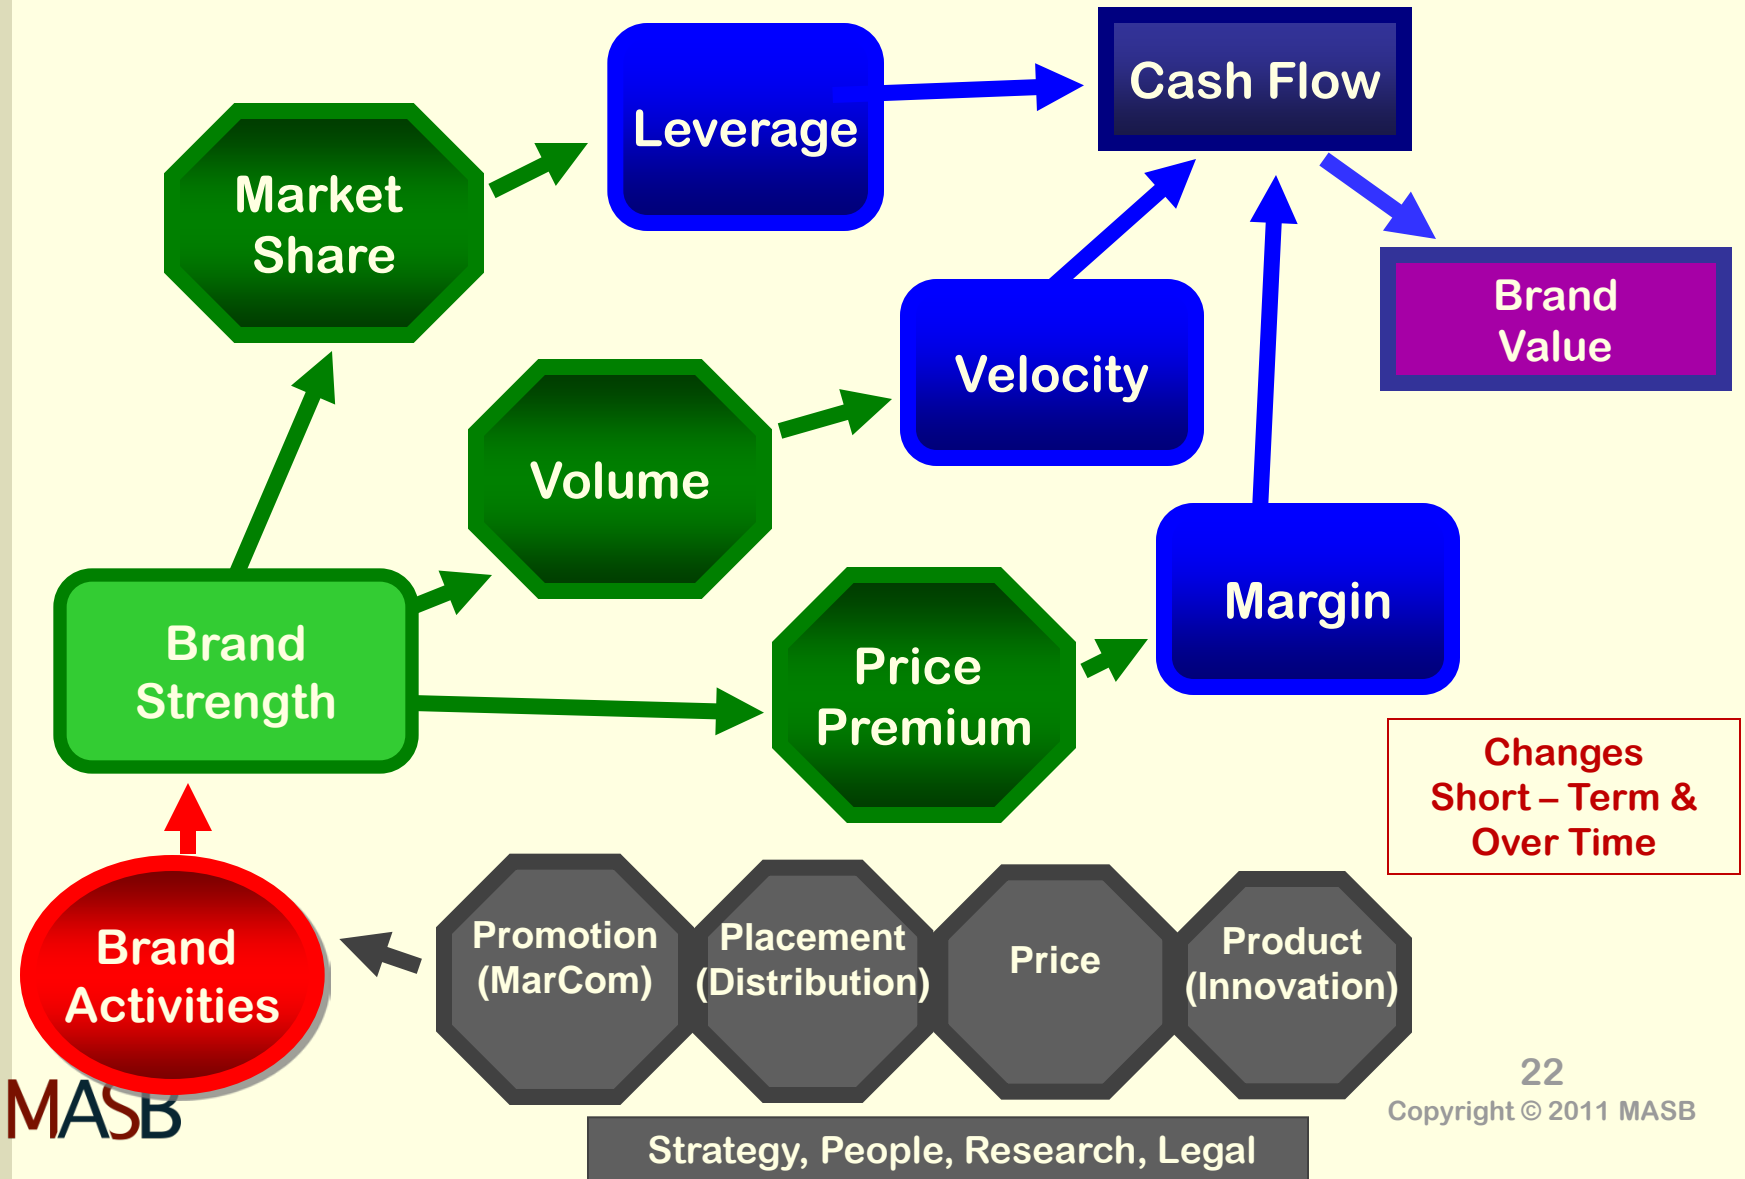 Cash Flow
Leverage
Market
Share
Brand
Value
Velocity
Volume
Margin
Brand
Strength
Price
Premium
Changes
Short – Term &
Over Time
Brand
Activities
Promotion
(MarCom)
Placement
(Distribution)
Price
Product
(Innovation)
22
Copyright © 2011 MASB
MASB
Strategy, People, Research, Legal